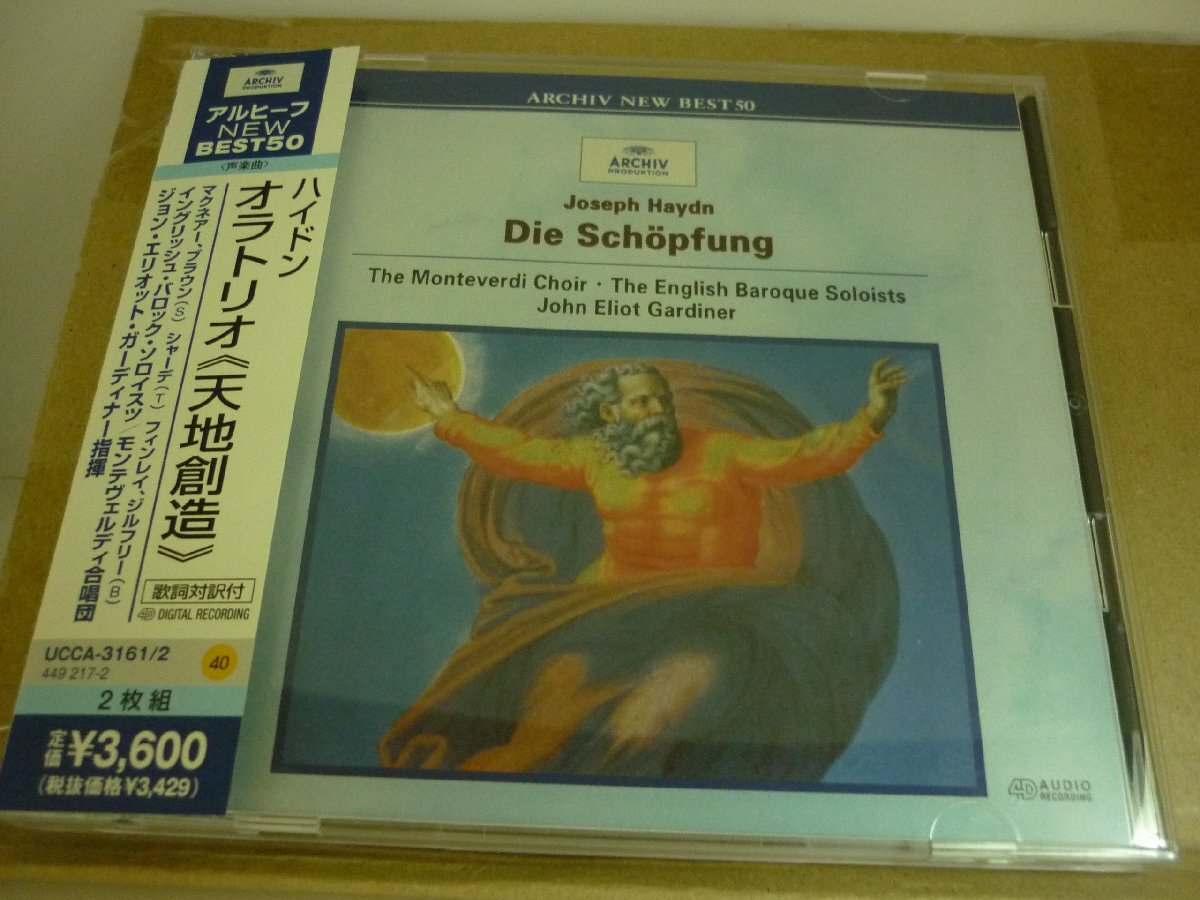 ARCHIV
PRODUKTION
アルヒーフ
NEW
BEST50
〈声楽曲〉
ハイドン
オラトリオ《天地創造》
マクネアー、ブラウン(S) シャーデ(T) フィンレイ、ジルフリー(B)
イングリッシュ・バロック・ソロイスツ/モンテヴェルディ合唱団
ジョン・エリオット・ガーディナー指揮
歌詞対訳付
4D DIGITAL RECORDING
UCCA-3161/2
449 217-2
40
2枚組
定価¥3,600
(税抜価格¥3,429)
ARCHIV NEW BEST50
ARCHIV
PRODUKTION
Joseph Haydn
Die Schöpfung
The Monteverdi Choir · The English Baroque Soloists
John Eliot Gardiner
4D AUDIO
RECORDING